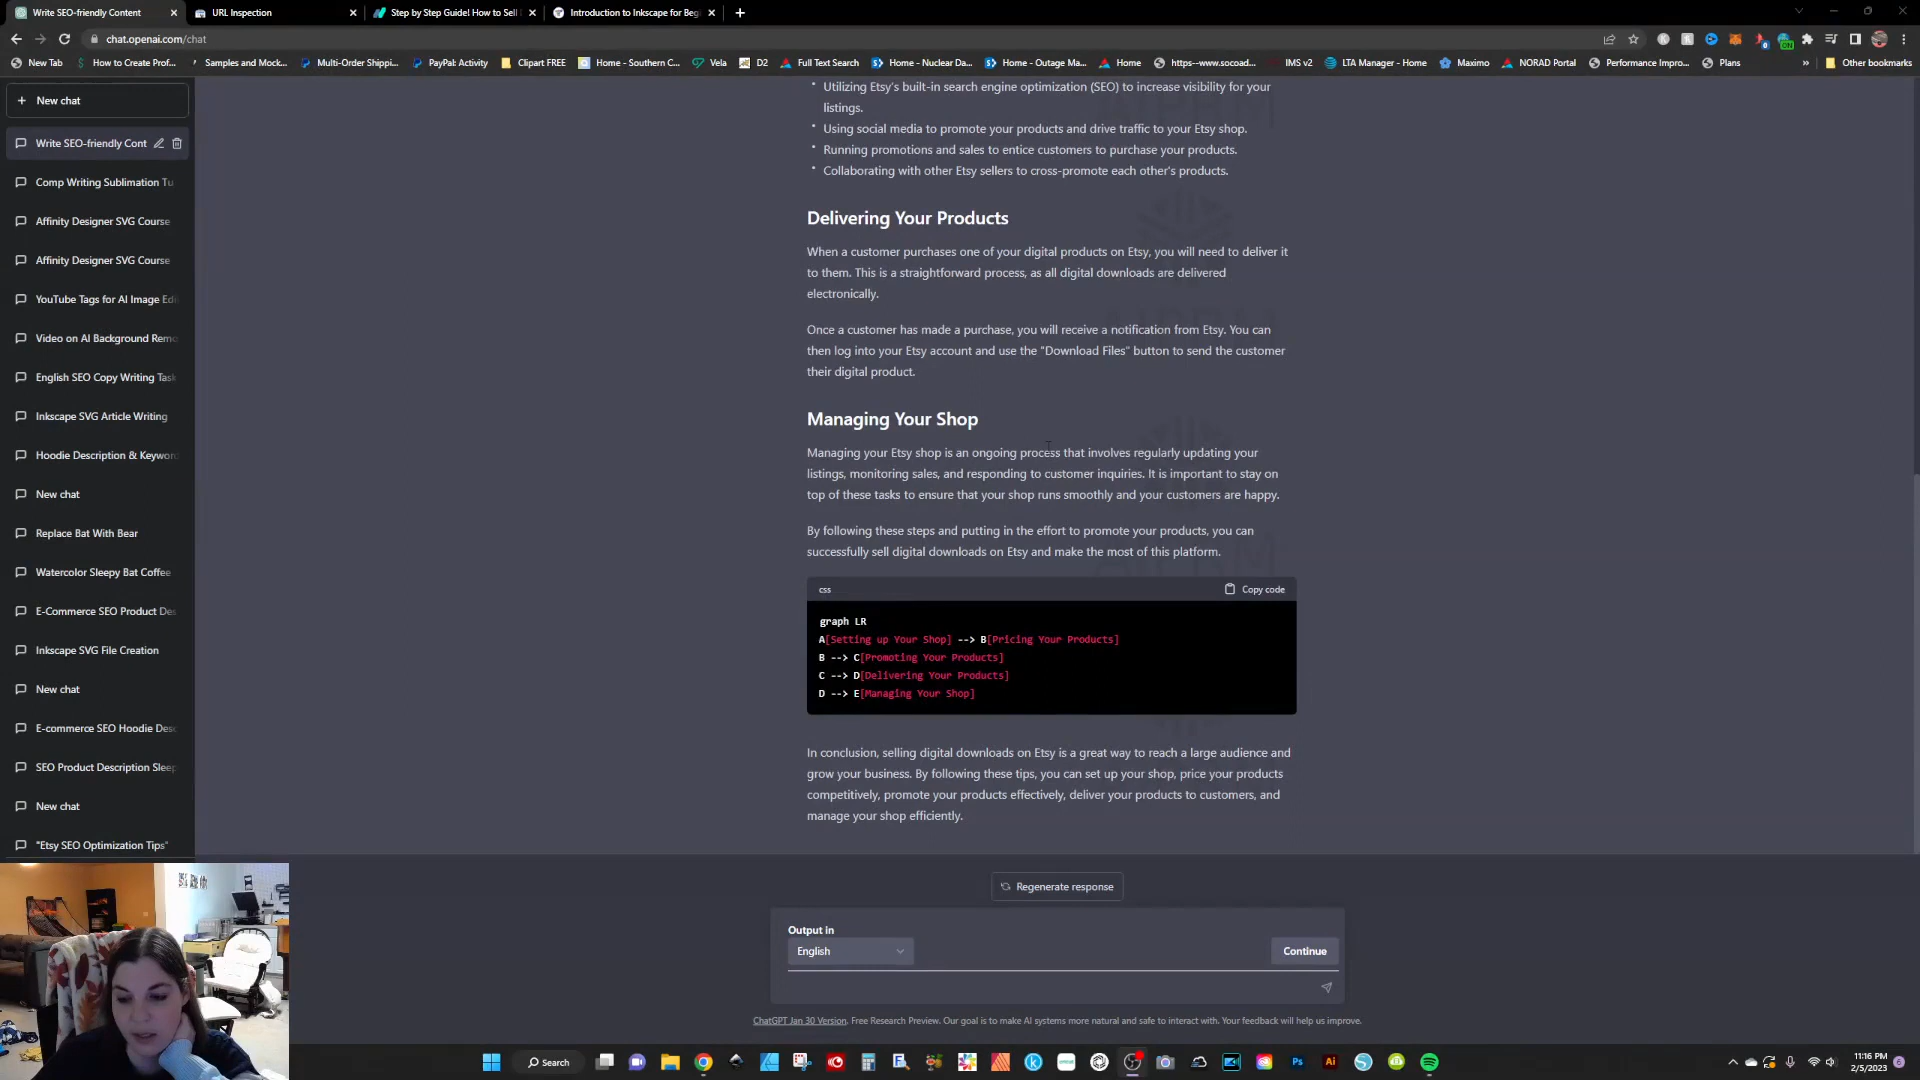 Write SEO-friendly Content
URL Inspection
Step by Step Guide! How to Sell
Introduction to Inkscape for Beg
chat.openai.com/chat
New Tab
How to Create Prof...
Samples and Mock...
Multi-Order Shippi...
PayPal: Activity
Clipart FREE
Home - Southern C...
Vela
D2
Full Text Search
Home - Nuclear Da...
Home - Outage Ma...
Home
https--www.socoad...
IMS v2
LTA Manager - Home
Maximo
NORAD Portal
Performance Impro...
Plans
Other bookmarks
New chat
Write SEO-friendly Cont
Comp Writing Sublimation Tu
Affinity Designer SVG Course
Affinity Designer SVG Course
YouTube Tags for AI Image Edi
Video on AI Background Remo
English SEO Copy Writing Task
Inkscape SVG Article Writing
Hoodie Description & Keyword
New chat
Replace Bat With Bear
Watercolor Sleepy Bat Coffee
E-Commerce SEO Product Des
Inkscape SVG File Creation
New chat
E-commerce SEO Hoodie Desc
SEO Product Description Sleep
New chat
"Etsy SEO Optimization Tips"
• Utilizing Etsy's built-in search engine optimization (SEO) to increase visibility for your
listings.
• Using social media to promote your products and drive traffic to your Etsy shop.
• Running promotions and sales to entice customers to purchase your products.
• Collaborating with other Etsy sellers to cross-promote each other's products.
Delivering Your Products
When a customer purchases one of your digital products on Etsy, you will need to deliver it
to them. This is a straightforward process, as all digital downloads are delivered
electronically.
Once a customer has made a purchase, you will receive a notification from Etsy. You can
then log into your Etsy account and use the "Download Files" button to send the customer
their digital product.
Managing Your Shop
Managing your Etsy shop is an ongoing process that involves regularly updating your
listings, monitoring sales, and responding to customer inquiries. It is important to stay on
top of these tasks to ensure that your shop runs smoothly and your customers are happy.
By following these steps and putting in the effort to promote your products, you can
successfully sell digital downloads on Etsy and make the most of this platform.
css
Copy code
graph LR
A[Setting up Your Shop] --> B[Pricing Your Products]
B --> C[Promoting Your Products]
C --> D[Delivering Your Products]
D --> E[Managing Your Shop]
In conclusion, selling digital downloads on Etsy is a great way to reach a large audience and
grow your business. By following these tips, you can set up your shop, price your products
competitively, promote your products effectively, deliver your products to customers, and
manage your shop efficiently.
Regenerate response
Output in
English
Continue
ChatGPT Jan 30 Version. Free Research Preview. Our goal is to make AI systems more natural and safe to interact with. Your feedback will help us improve.
Search
11:16 PM
2/5/2023